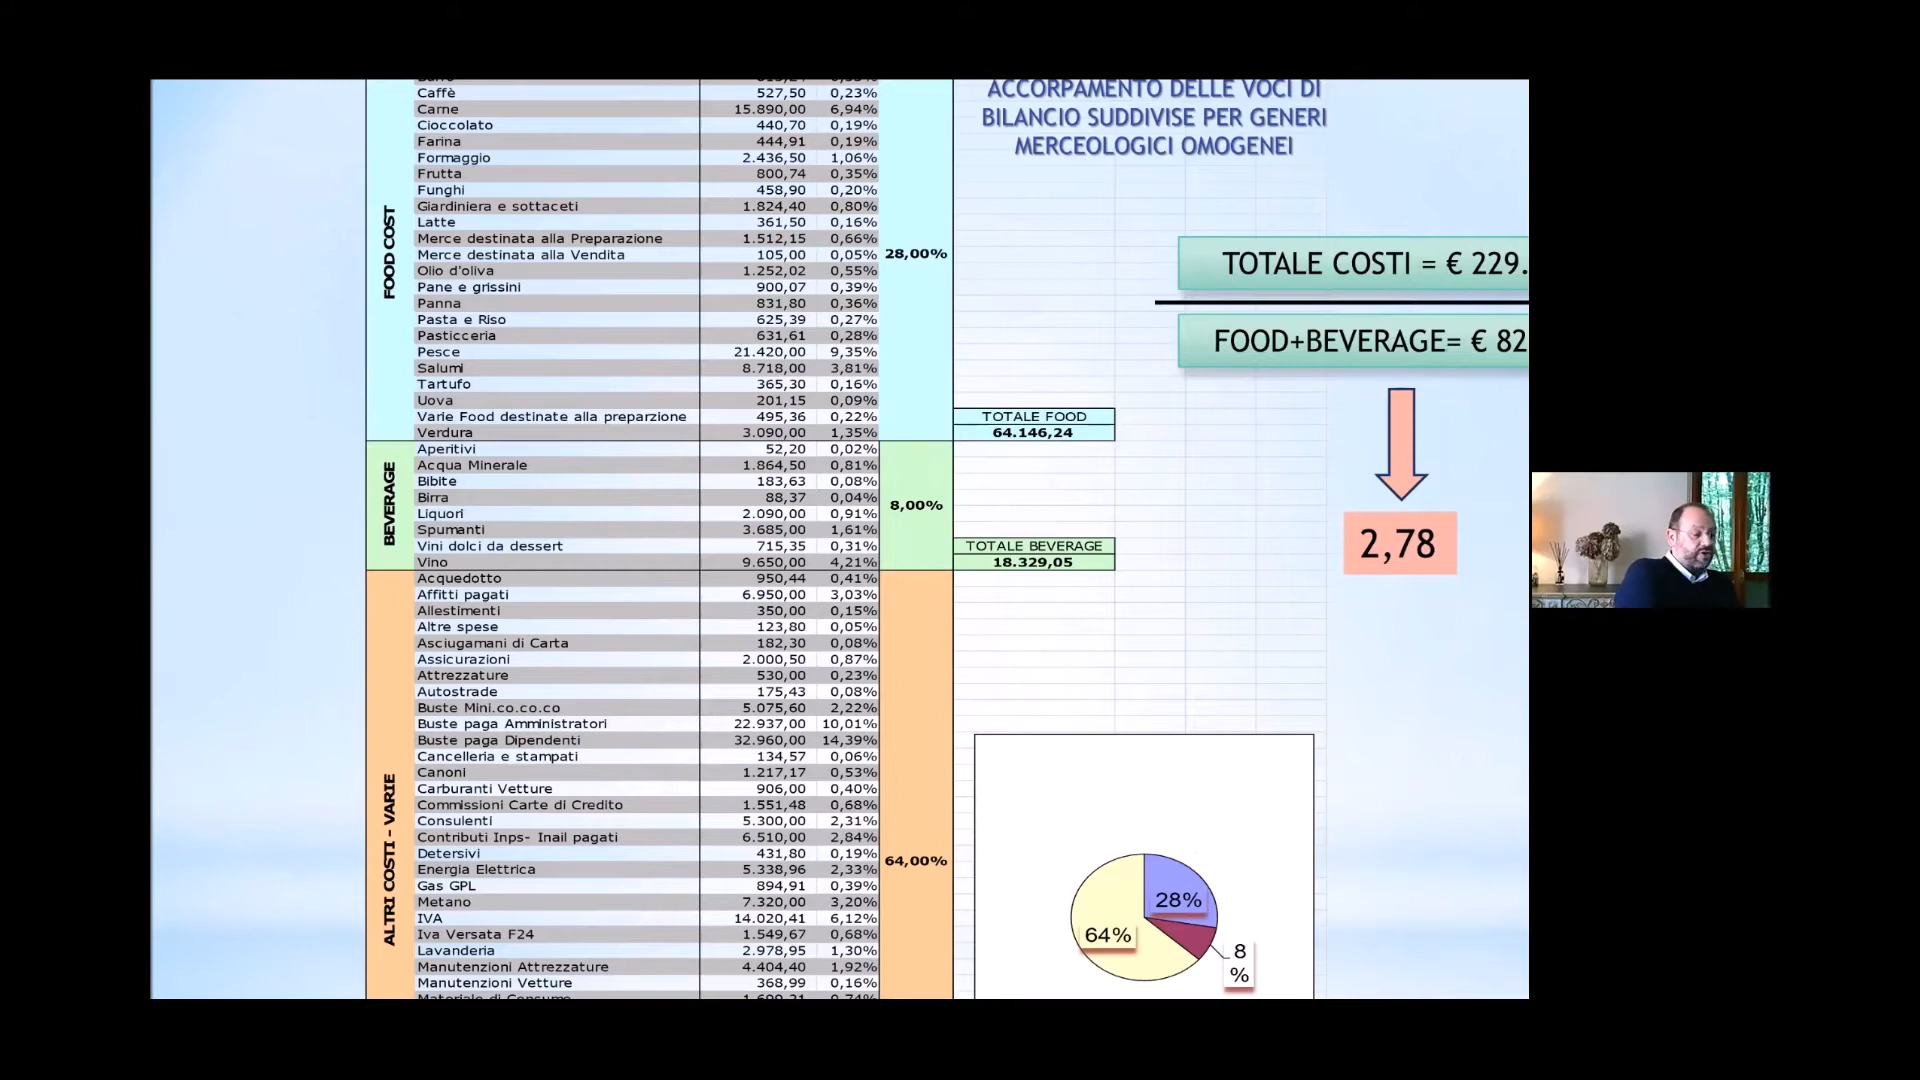 Caffè 527,50 0,23%
Carne 15.890,00 6,94%
Cioccolato 440,70 0,19%
Farina 444,91 0,19%
Formaggio 2.436,50 1,06%
Frutta 800,74 0,35%
Funghi 458,90 0,20%
Giardiniera e sottaceti 1.824,40 0,80%
Latte 361,50 0,16%
Merce destinata alla Preparazione 1.512,15 0,66%
Merce destinata alla Vendita 105,00 0,05%
Olio d'oliva 1.252,02 0,55%
Pane e grissini 900,07 0,39%
Panna 831,80 0,36%
Pasta e Riso 625,39 0,27%
Pasticceria 631,61 0,28%
Pesce 21.420,00 9,35%
Salumi 8.718,00 3,81%
Tartufo 365,30 0,16%
Uova 201,15 0,09%
Varie Food destinate alla preparzione 495,36 0,22%
Verdura 3.090,00 1,35%
FOOD COST
28,00%
Aperitivi 52,20 0,02%
Acqua Minerale 1.864,50 0,81%
Bibite 183,63 0,08%
Birra 88,37 0,04%
Liquori 2.090,00 0,91%
Spumanti 3.685,00 1,61%
Vini dolci da dessert 715,35 0,31%
Vino 9.650,00 4,21%
BEVERAGE
8,00%
Acquedotto 950,44 0,41%
Affitti pagati 6.950,00 3,03%
Allestimenti 350,00 0,15%
Altre spese 123,80 0,05%
Asciugamani di Carta 182,30 0,08%
Assicurazioni 2.000,50 0,87%
Attrezzature 530,00 0,23%
Autostrade 175,43 0,08%
Buste Mini.co.co.co 5.075,60 2,22%
Buste paga Amministratori 22.937,00 10,01%
Buste paga Dipendenti 32.960,00 14,39%
Cancelleria e stampati 134,57 0,06%
Canoni 1.217,17 0,53%
Carburanti Vetture 906,00 0,40%
Commissioni Carte di Credito 1.551,48 0,68%
Consulenti 5.300,00 2,31%
Contributi Inps- Inail pagati 6.510,00 2,84%
Detersivi 431,80 0,19%
Energia Elettrica 5.338,96 2,33%
Gas GPL 894,91 0,39%
Metano 7.320,00 3,20%
IVA 14.020,41 6,12%
Iva Versata F24 1.549,67 0,68%
Lavanderia 2.978,95 1,30%
Manutenzioni Attrezzature 4.404,40 1,92%
Manutenzioni Vetture 368,99 0,16%
ALTRI COSTI - VARIE
64,00%
ACCORPAMENTO DELLE VOCI DI
BILANCIO SUDDIVISE PER GENERI
MERCEOLOGICI OMOGENEI
TOTALE COSTI = € 229.
FOOD+BEVERAGE= € 82
2,78
TOTALE FOOD
64.146,24
TOTALE BEVERAGE
18.329,05
28%
64%
8
%